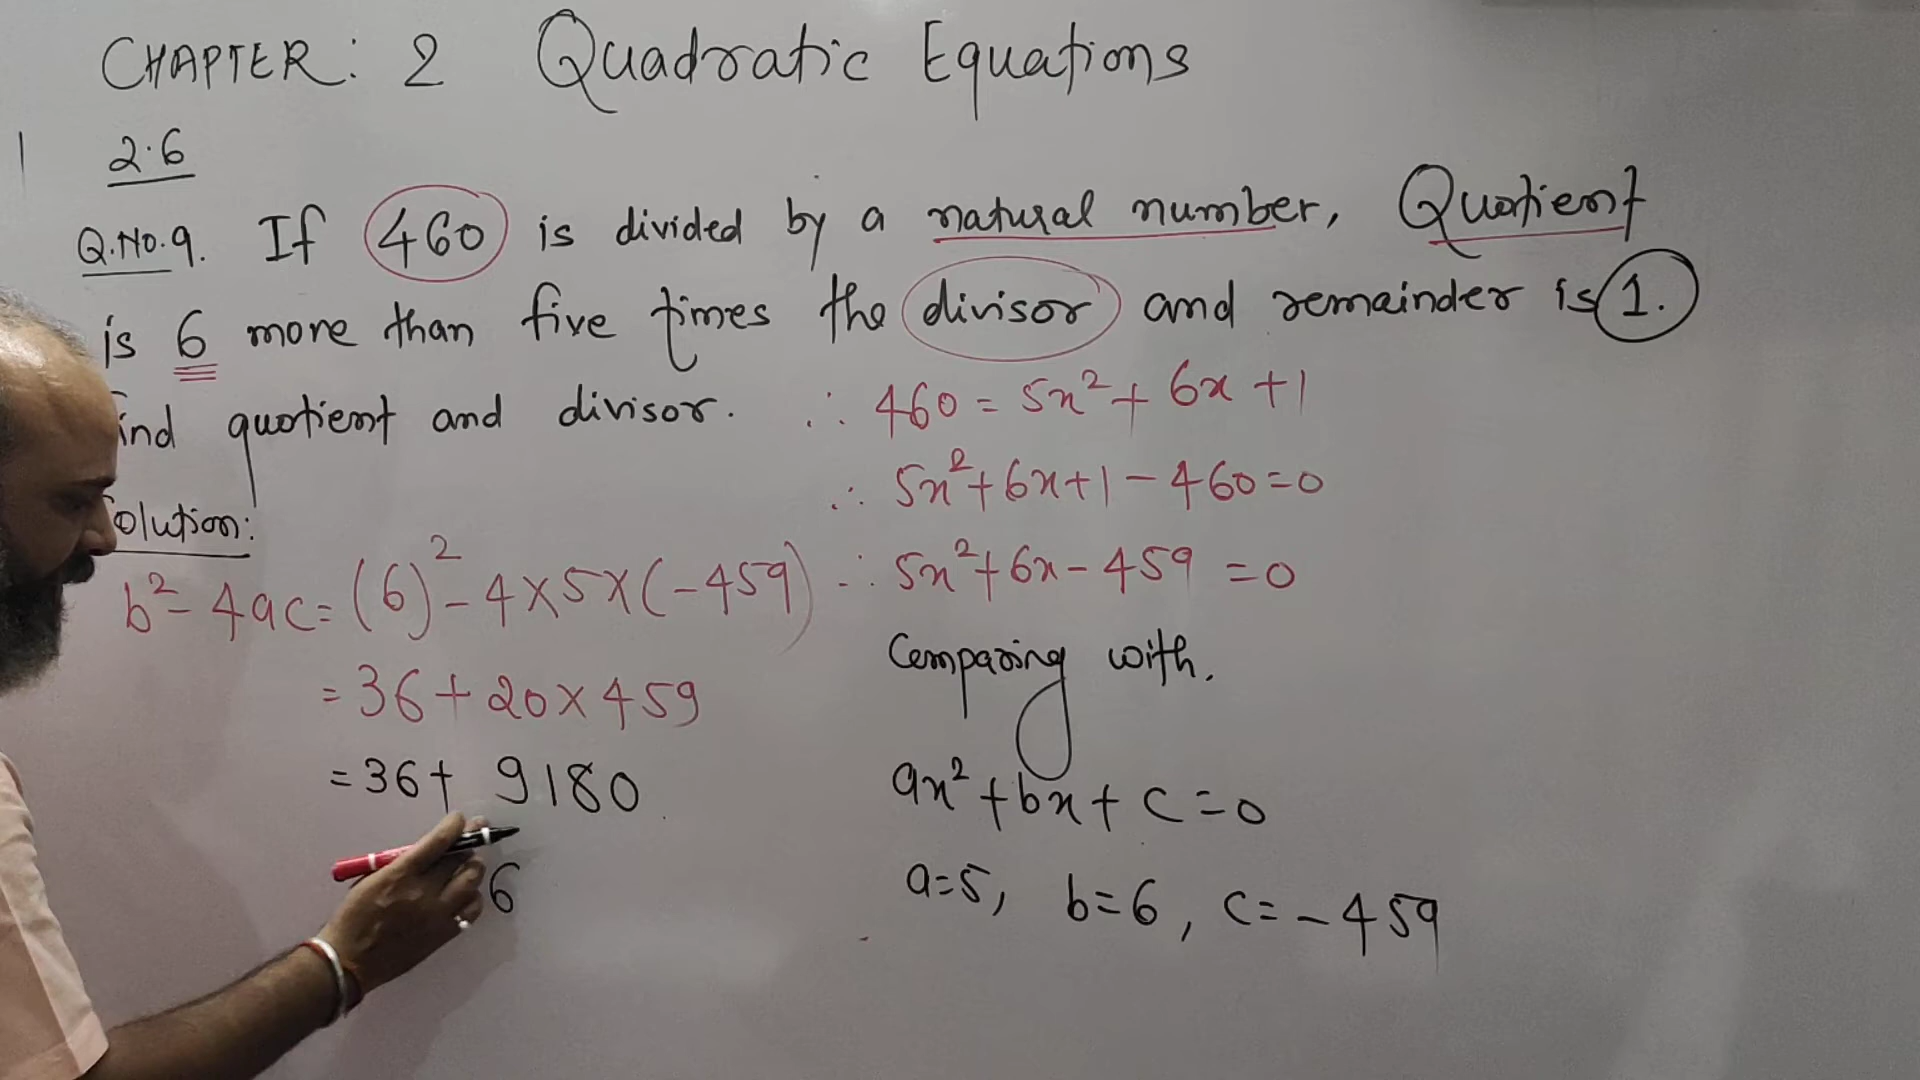 CHAPTER: 2 Quadratic Equations
2.6
Q.No.9. If 460 is divided by a natural number, Quotient
is 6 more than five times the divisor and remainder is 1.
ind quotient and divisor.
olution:
b² - 4ac = (6)² - 4 × 5 × (-459)
= 36 + 20 × 459
= 36 + 9180
6
∴ 460 = 5x² + 6x + 1
∴ 5x² + 6x + 1 - 460 = 0
∴ 5x² + 6x - 459 = 0
Comparing with.
ax² + bx + c = 0
a = 5, b = 6, c = -459